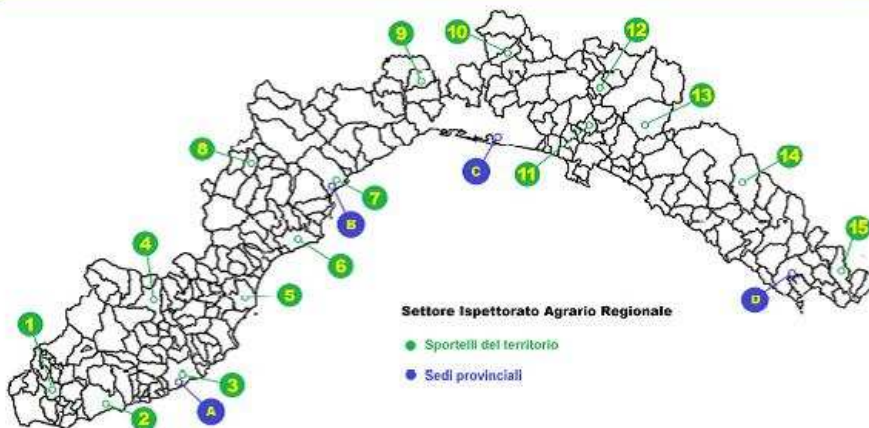 9
10
12
13
8
C
11
14
7
B
4
6
15
D
5
1
Settore Ispettorato Agrario Regionale
Sportelli del territorio
3
Sedi provinciali
2
A